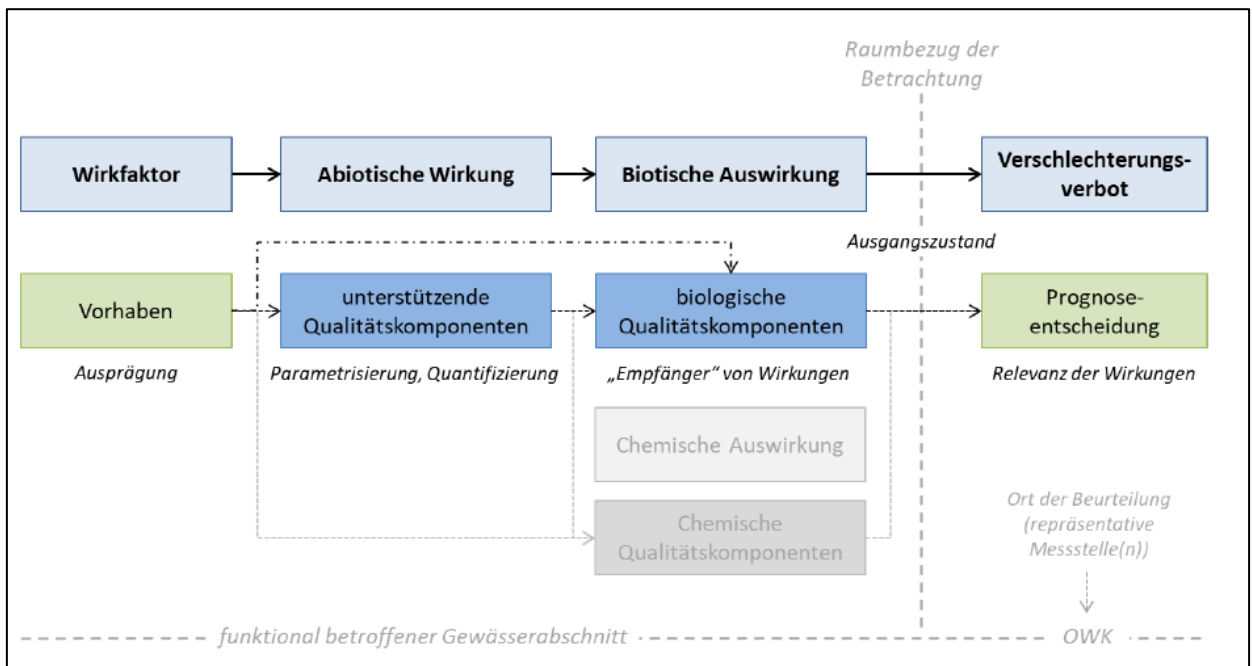 Raumbezug der
Betrachtung
Wirkfaktor
Abiotische Wirkung
Biotische Auswirkung
Verschlechterungs-
verbot
Ausgangszustand
Vorhaben
unterstützende
Qualitätskomponenten
biologische
Qualitätskomponenten
Prognose-
entscheidung
Ausprägung
Parametrisierung, Quantifizierung
„Empfänger“ von Wirkungen
Relevanz der Wirkungen
Chemische Auswirkung
Chemische
Qualitätskomponenten
Ort der Beurteilung
(repräsentative
Messstelle(n))
funktional betroffener Gewässerabschnitt
OWK